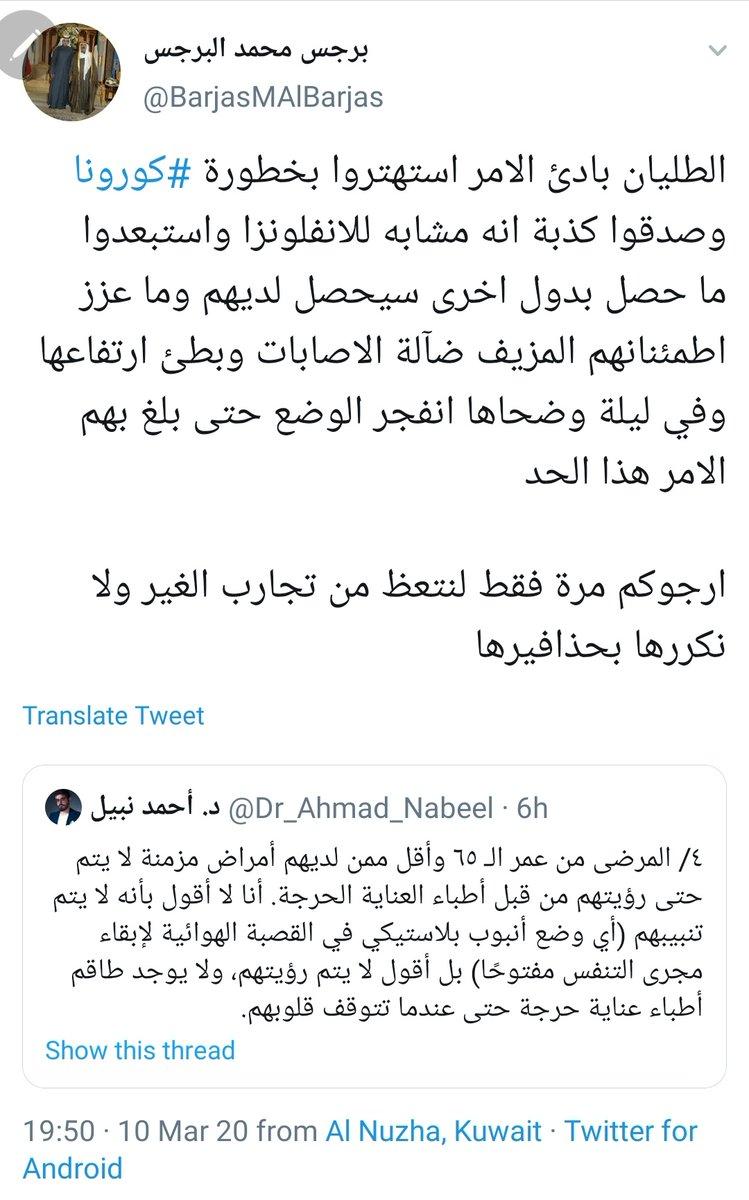 برجس محمد البرجس
@BarjasMAlBarjas
الطليان بادئ الامر استهتروا بخطورة #كورونا
وصدقوا كذبة انه مشابه للانفلونزا واستبعدوا
ما حصل بدول اخرى سيحصل لديهم وما عزز
اطمئنانهم المزيف ضآلة الاصابات وبطئ ارتفاعها
وفي ليلة وضحاها انفجر الوضع حتى بلغ بهم
الامر هذا الحد
ارجوكم مرة فقط لنتعظ من تجارب الغير ولا
نكررها بحذافيرها
Translate Tweet
د. أحمد نبيل @Dr_Ahmad_Nabeel · 6h
٤/ المرضى من عمر الـ ٦٥ وأقل ممن لديهم أمراض مزمنة لا يتم
حتى رؤيتهم من قبل أطباء العناية الحرجة. أنا لا أقول بأنه لا يتم
تنبيبهم (أي وضع أنبوب بلاستيكي في القصبة الهوائية لإبقاء
مجرى التنفس مفتوحًا) بل أقول لا يتم رؤيتهم، ولا يوجد طاقم
أطباء عناية حرجة حتى عندما تتوقف قلوبهم.
Show this thread
19:50 · 10 Mar 20 from Al Nuzha, Kuwait · Twitter for
Android